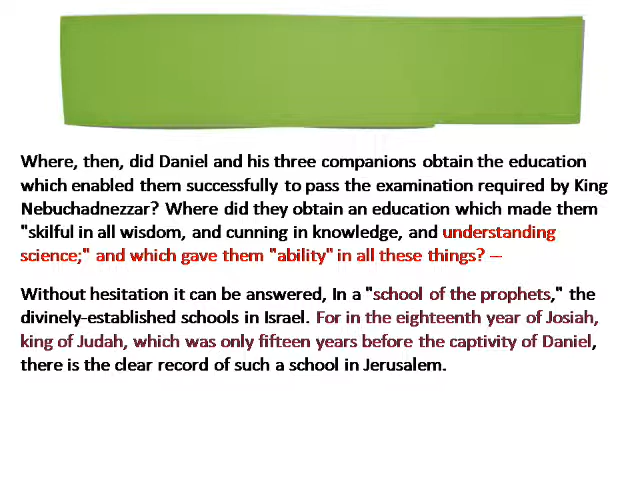 Where, then, did Daniel and his three companions obtain the education
which enabled them successfully to pass the examination required by King
Nebuchadnezzar? Where did they obtain an education which made them
"skilful in all wisdom, and cunning in knowledge, and understanding
science;" and which gave them "ability" in all these things? —
Without hesitation it can be answered, In a "school of the prophets," the
divinely-established schools in Israel. For in the eighteenth year of Josiah,
king of Judah, which was only fifteen years before the captivity of Daniel,
there is the clear record of such a school in Jerusalem.